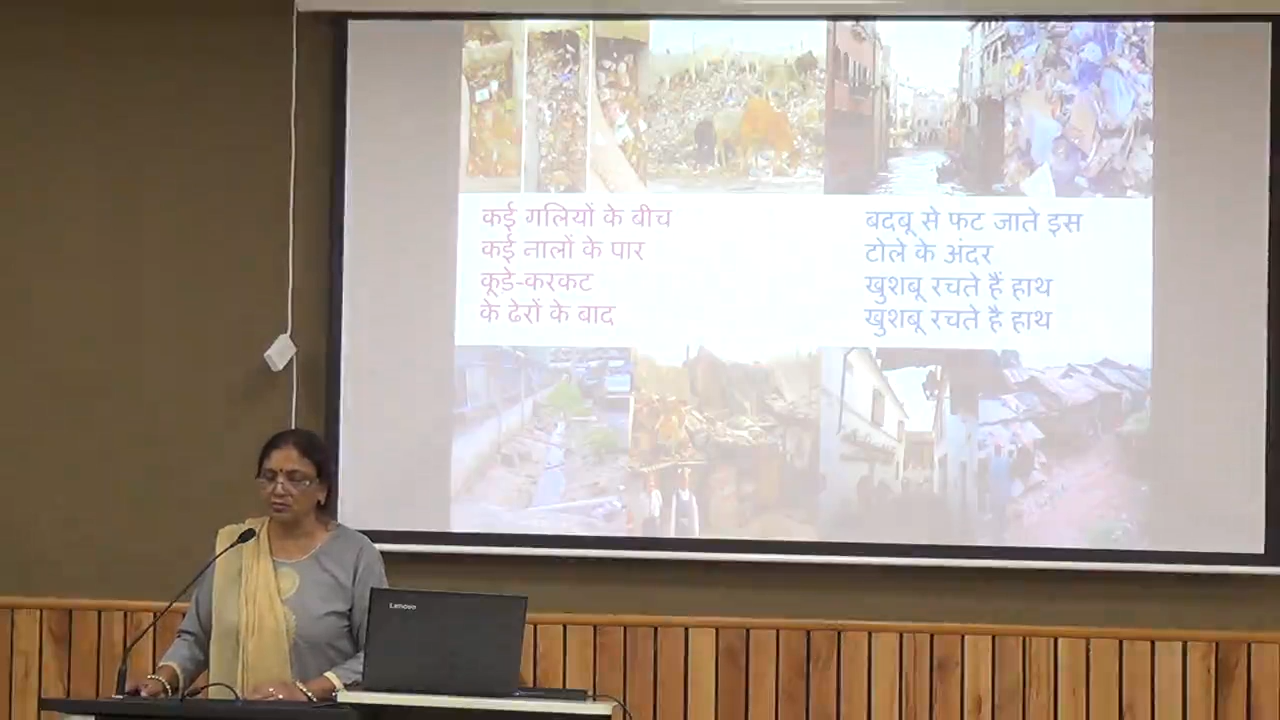 कई गलियों के बीच
कई नालों के पार
कूडे-करकट
के ढेरों के बाद
बदबू से फट जाते इस
टोले के अंदर
खुशबू रचते हैं हाथ
खुशबू रचते है हाथ
Lenovo